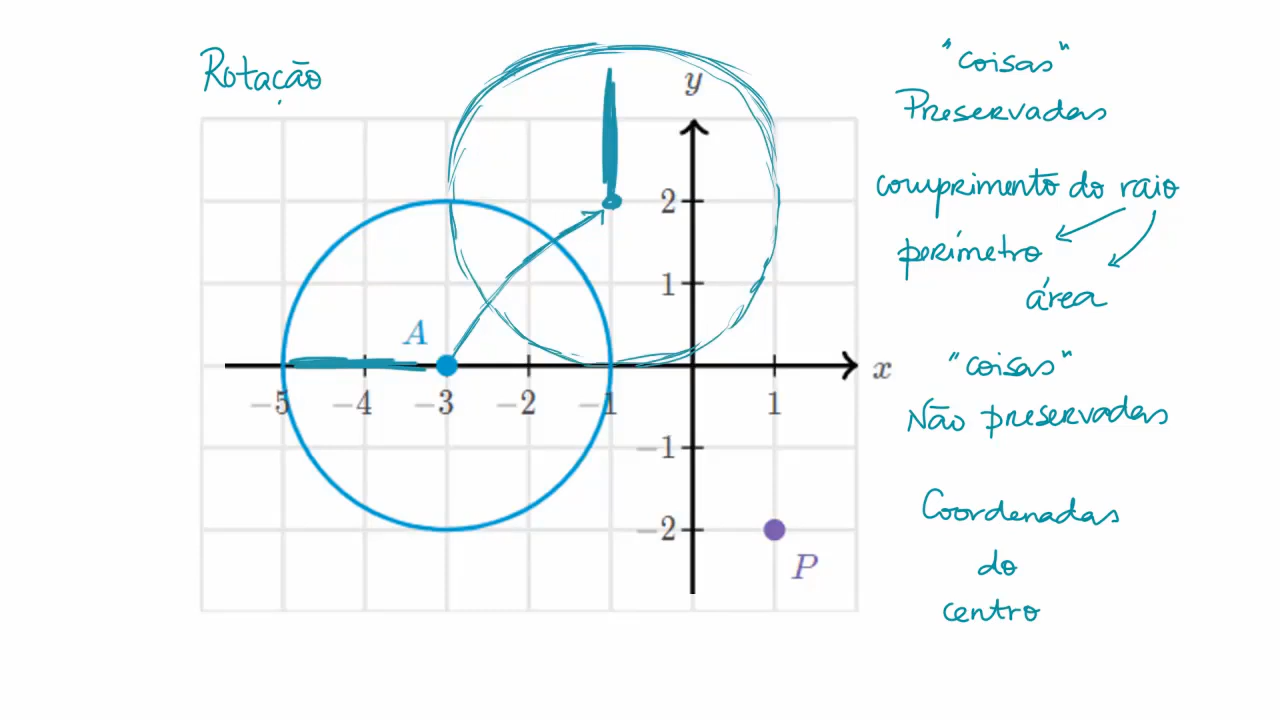 Rotação
"coisas"
Preservadas
comprimento do raio
perímetro
área
"coisas"
Não preservadas
Coordenadas
do
centro
y
2
1
A
x
−5 −4 −3 −2 −1 1
−1
−2
P